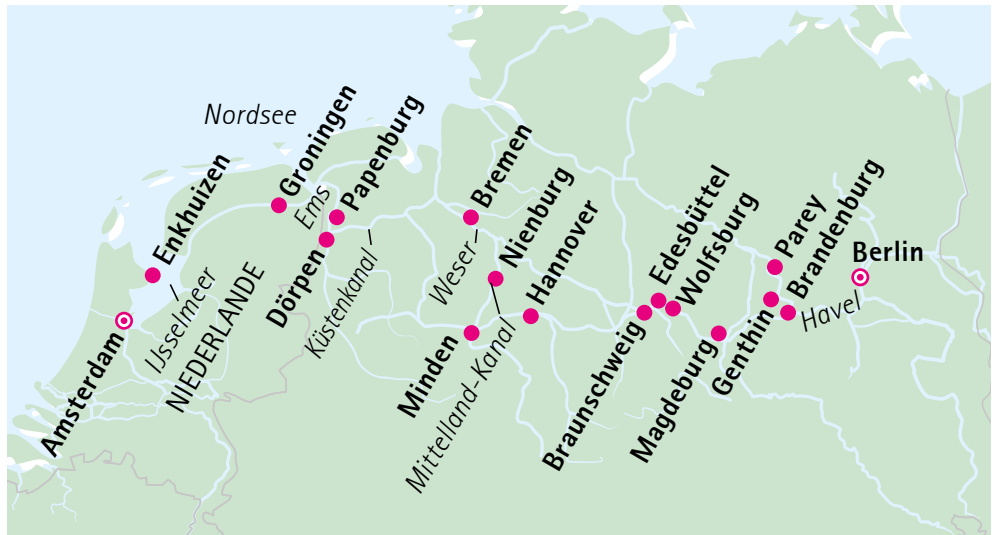 Nordsee
Enkhuizen
Groningen
Ems
Papenburg
Bremen
Nienburg
Hannover
Edesbüttel
Wolfsburg
Parey
Brandenburg
Berlin
Amsterdam
IJsselmeer
NIEDERLANDE
Dörpen
Küstenkanal
Weser
Minden
Mittelland-Kanal
Braunschweig
Magdeburg
Genthin
Havel